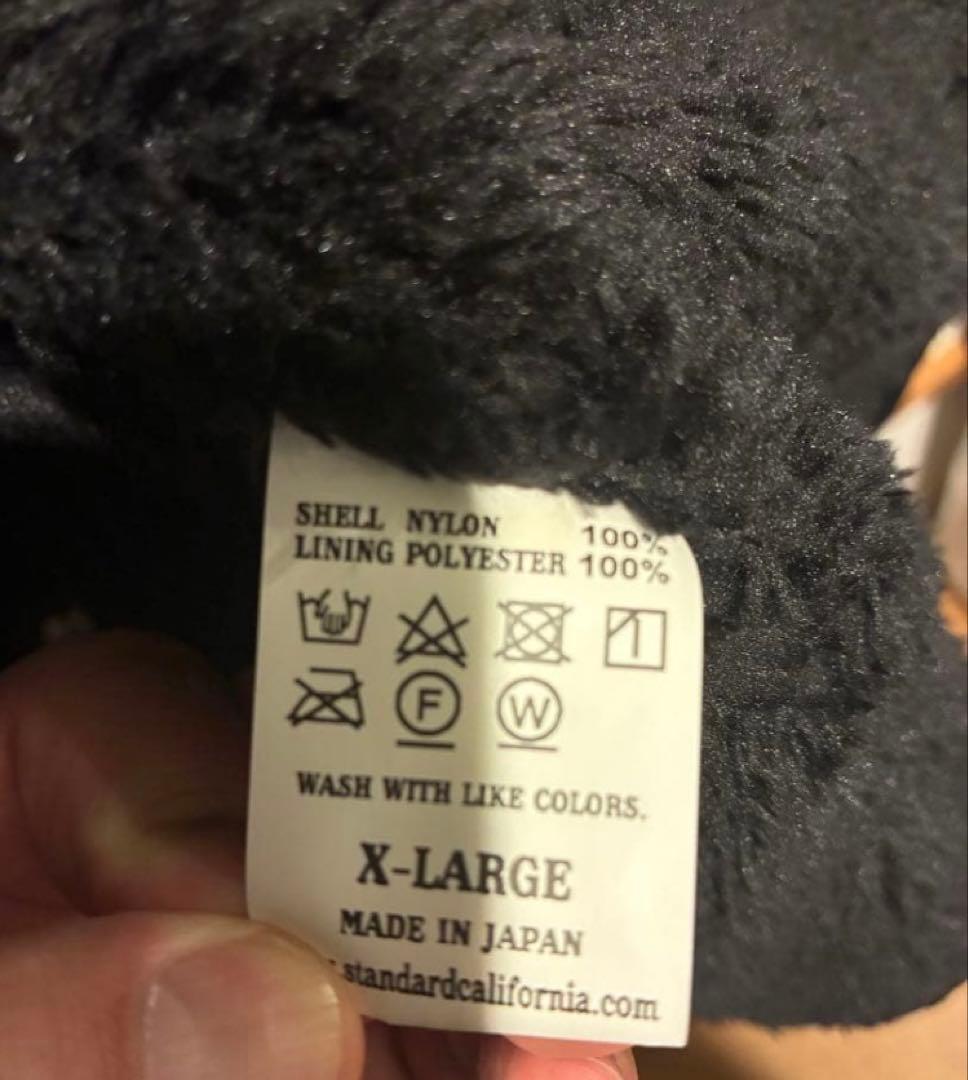 SHELL NYLON 100%
LINING POLYESTER 100%
F W
WASH WITH LIKE COLORS.
X-LARGE
MADE IN JAPAN
.standardcalifornia.com